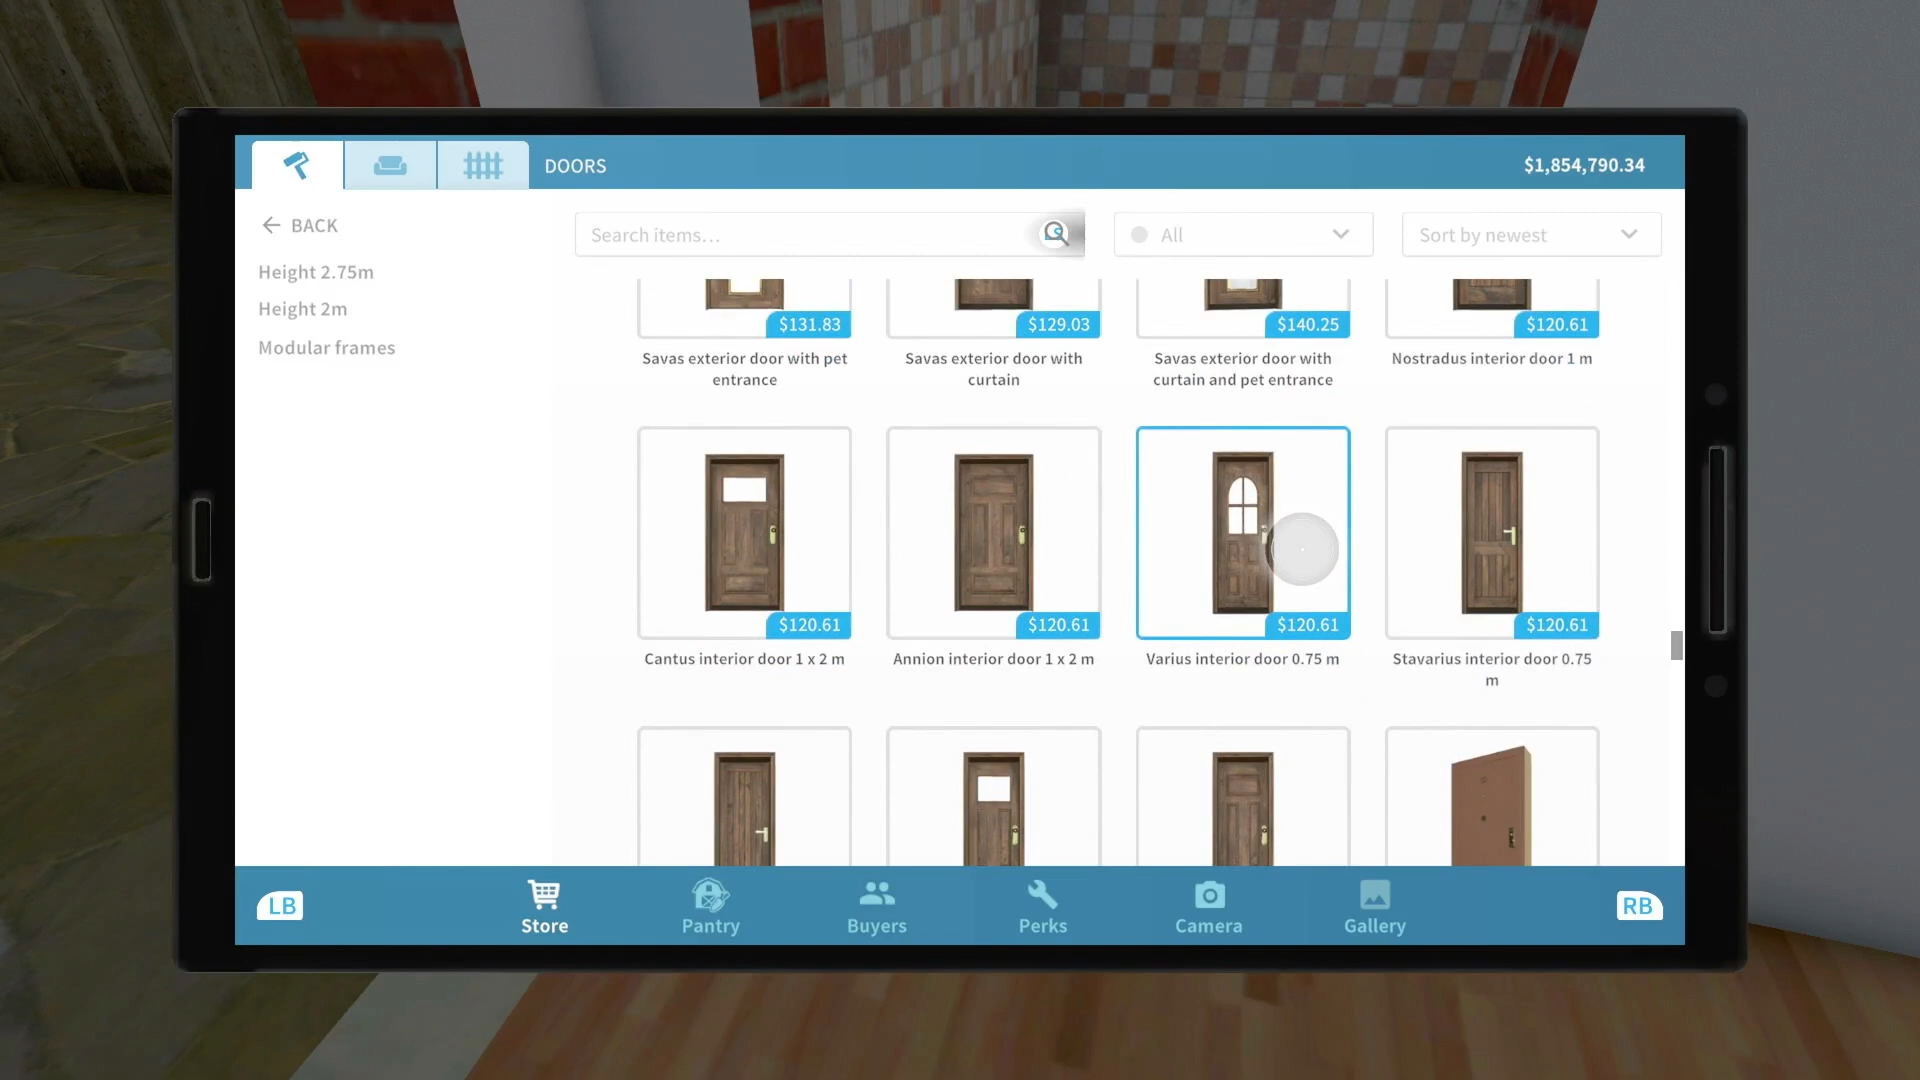 DOORS
$1,854,790.34
BACK
Search items...
All
Sort by newest
Height 2.75m
Height 2m
Modular frames
$131.83
$129.03
$140.25
$120.61
Savas exterior door with pet
entrance
Savas exterior door with
curtain
Savas exterior door with
curtain and pet entrance
Nostradus interior door 1 m
$120.61
$120.61
$120.61
$120.61
Cantus interior door 1 x 2 m
Annion interior door 1 x 2 m
Varius interior door 0.75 m
Stavarius interior door 0.75
m
LB
Store
Pantry
Buyers
Perks
Camera
Gallery
RB